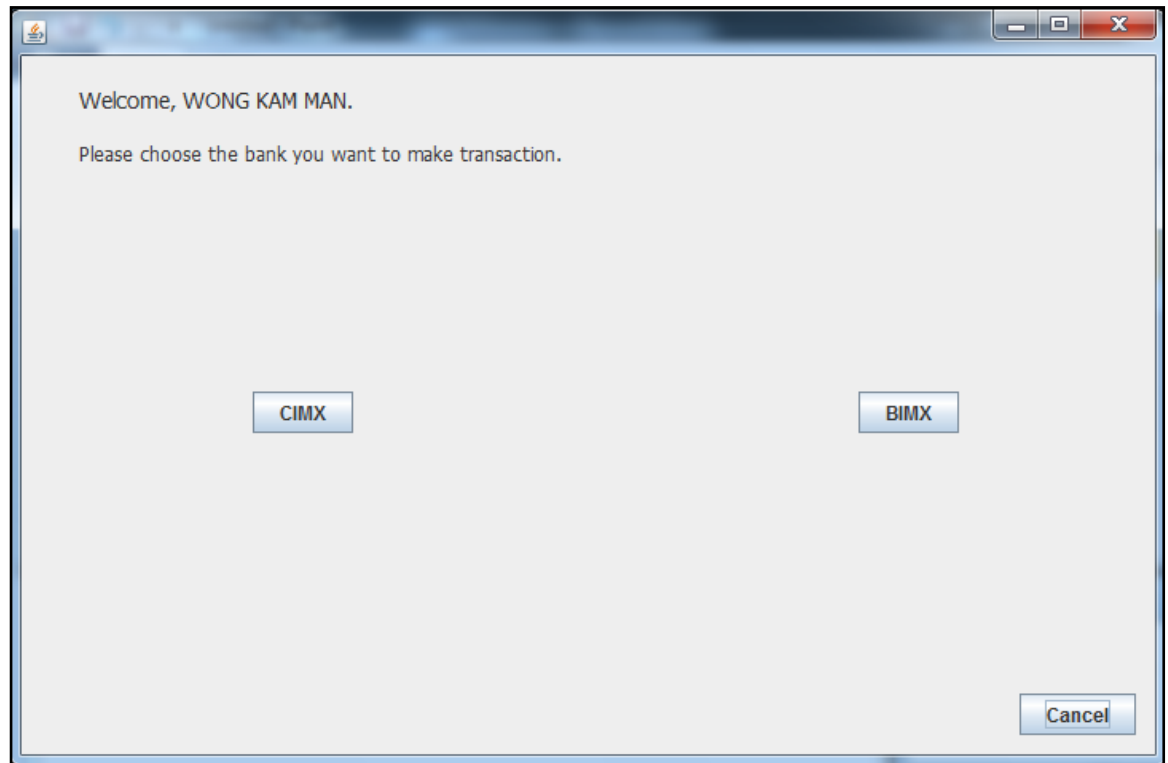 Welcome, WONG KAM MAN.
Please choose the bank you want to make transaction.
CIMX
BIMX
Cancel